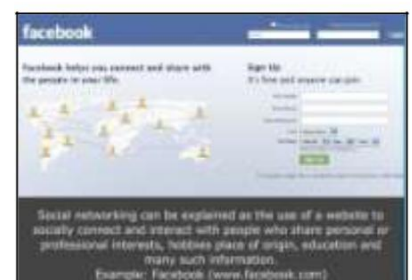 facebook
Facebook helps you connect and share with
the people in your life.
Sign Up
It's free and anyone can join
Social networking can be explained as the use of a website to
socially connect and interact with people who share personal or
professional interests, hobbies place of origin, education and
many such information.
Example: Facebook (www.facebook.com)